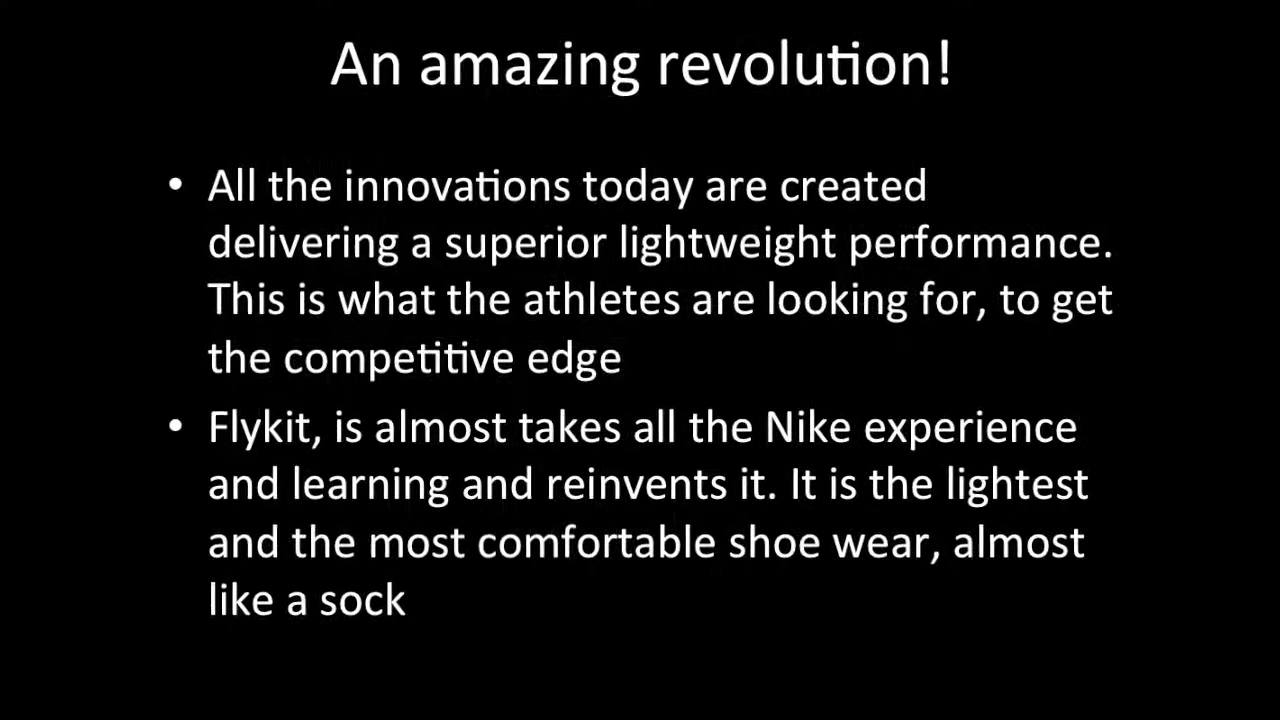 An amazing revolution!
• All the innovations today are created
delivering a superior lightweight performance.
This is what the athletes are looking for, to get
the competitive edge
• Flykit, is almost takes all the Nike experience
and learning and reinvents it. It is the lightest
and the most comfortable shoe wear, almost
like a sock